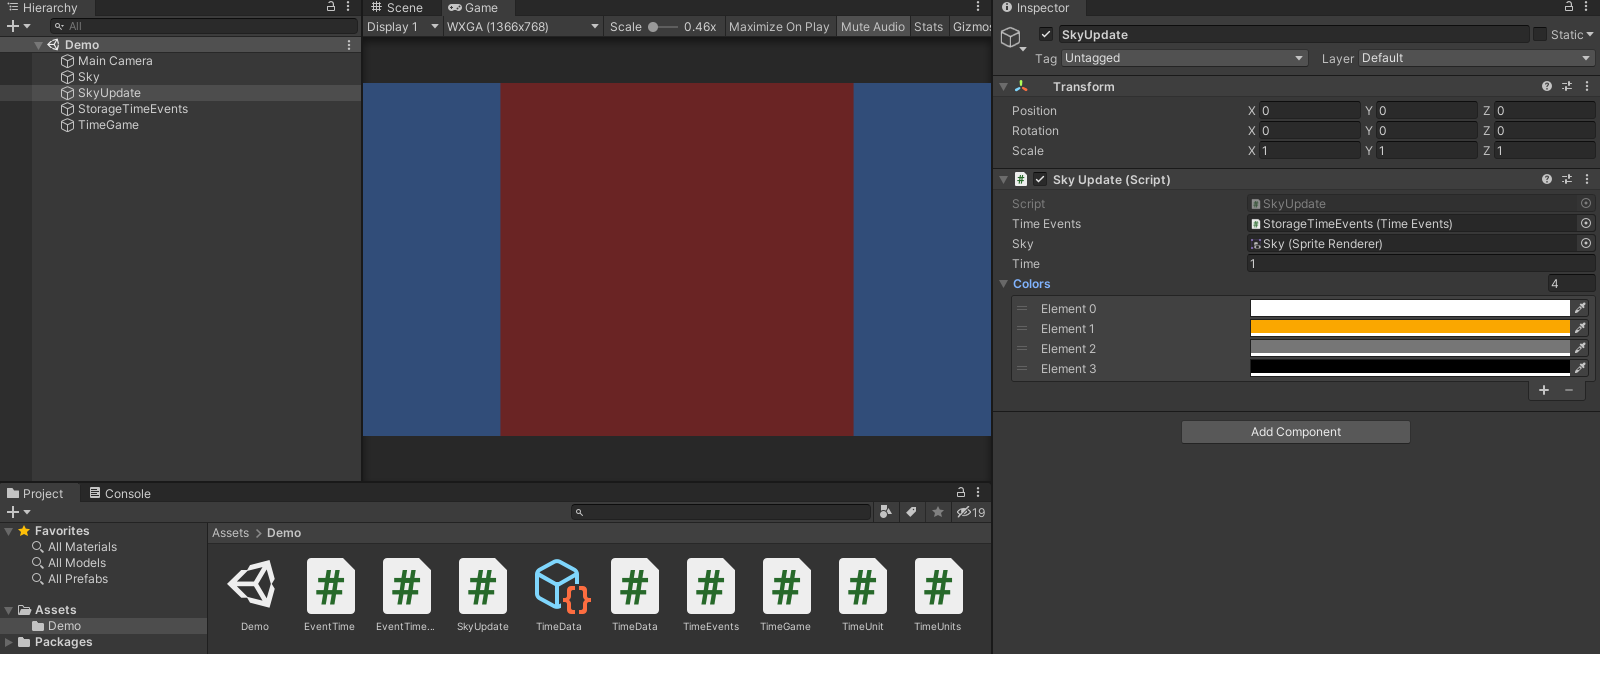 Hierarchy
All
Demo
Main Camera
Sky
SkyUpdate
StorageTimeEvents
TimeGame
Scene
Game
Display 1
WXGA (1366x768)
Scale
0.46x
Maximize On Play
Mute Audio
Stats
Gizmos
Inspector
SkyUpdate
Static
Tag
Untagged
Layer
Default
Transform
Position X 0 Y 0 Z 0
Rotation X 0 Y 0 Z 0
Scale X 1 Y 1 Z 1
# Sky Update (Script)
Script SkyUpdate
Time Events StorageTimeEvents (Time Events)
Sky Sky (Sprite Renderer)
Time 1
Colors 4
Element 0
Element 1
Element 2
Element 3
Add Component
Project
Console
19
Favorites
All Materials
All Models
All Prefabs
Assets
Demo
Packages
Assets > Demo
Demo
EventTime
EventTime...
SkyUpdate
TimeData
TimeData
TimeEvents
TimeGame
TimeUnit
TimeUnits